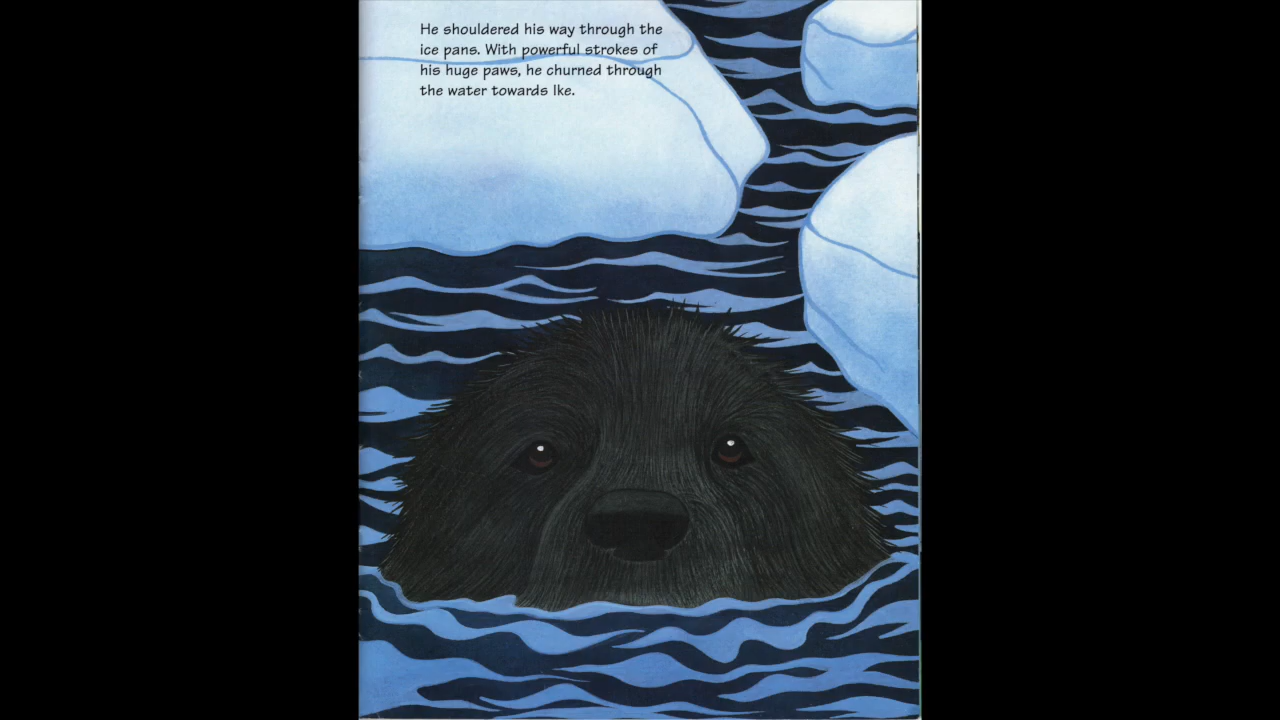 He shouldered his way through the
ice pans. With powerful strokes of
his huge paws, he churned through
the water towards Ike.